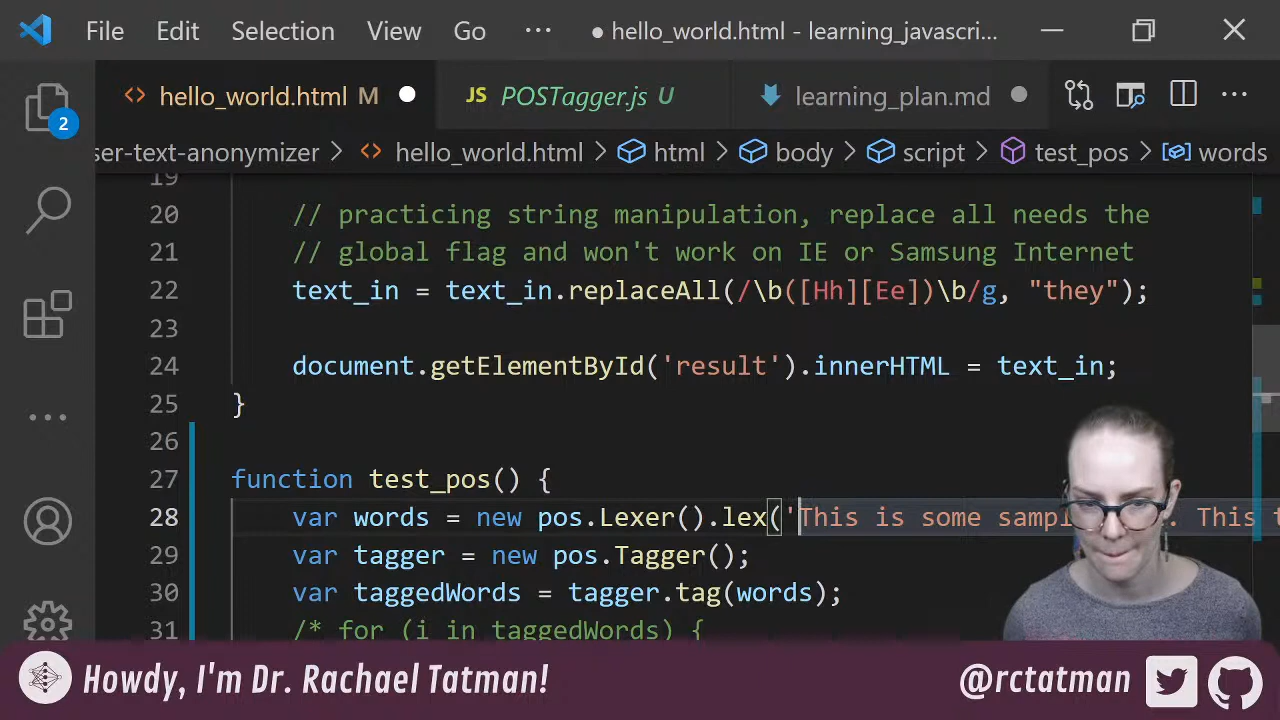 File Edit Selection View Go ··· ● hello_world.html - learning_javascri...
hello_world.html M ● JS POSTagger.js U learning_plan.md ●
ser-text-anonymizer > hello_world.html > html > body > script > test_pos > words
2
19
20 // practicing string manipulation, replace all needs the
21 // global flag and won't work on IE or Samsung Internet
22 text_in = text_in.replaceAll(/\b([Hh][Ee])\b/g, "they");
23
24 document.getElementById('result').innerHTML = text_in;
25 }
26
27 function test_pos() {
28 var words = new pos.Lexer().lex('This is some sampl . This t
29 var tagger = new pos.Tagger();
30 var taggedWords = tagger.tag(words);
31 /* for (i in taggedWords) {
Howdy, I'm Dr. Rachael Tatman! @rctatman